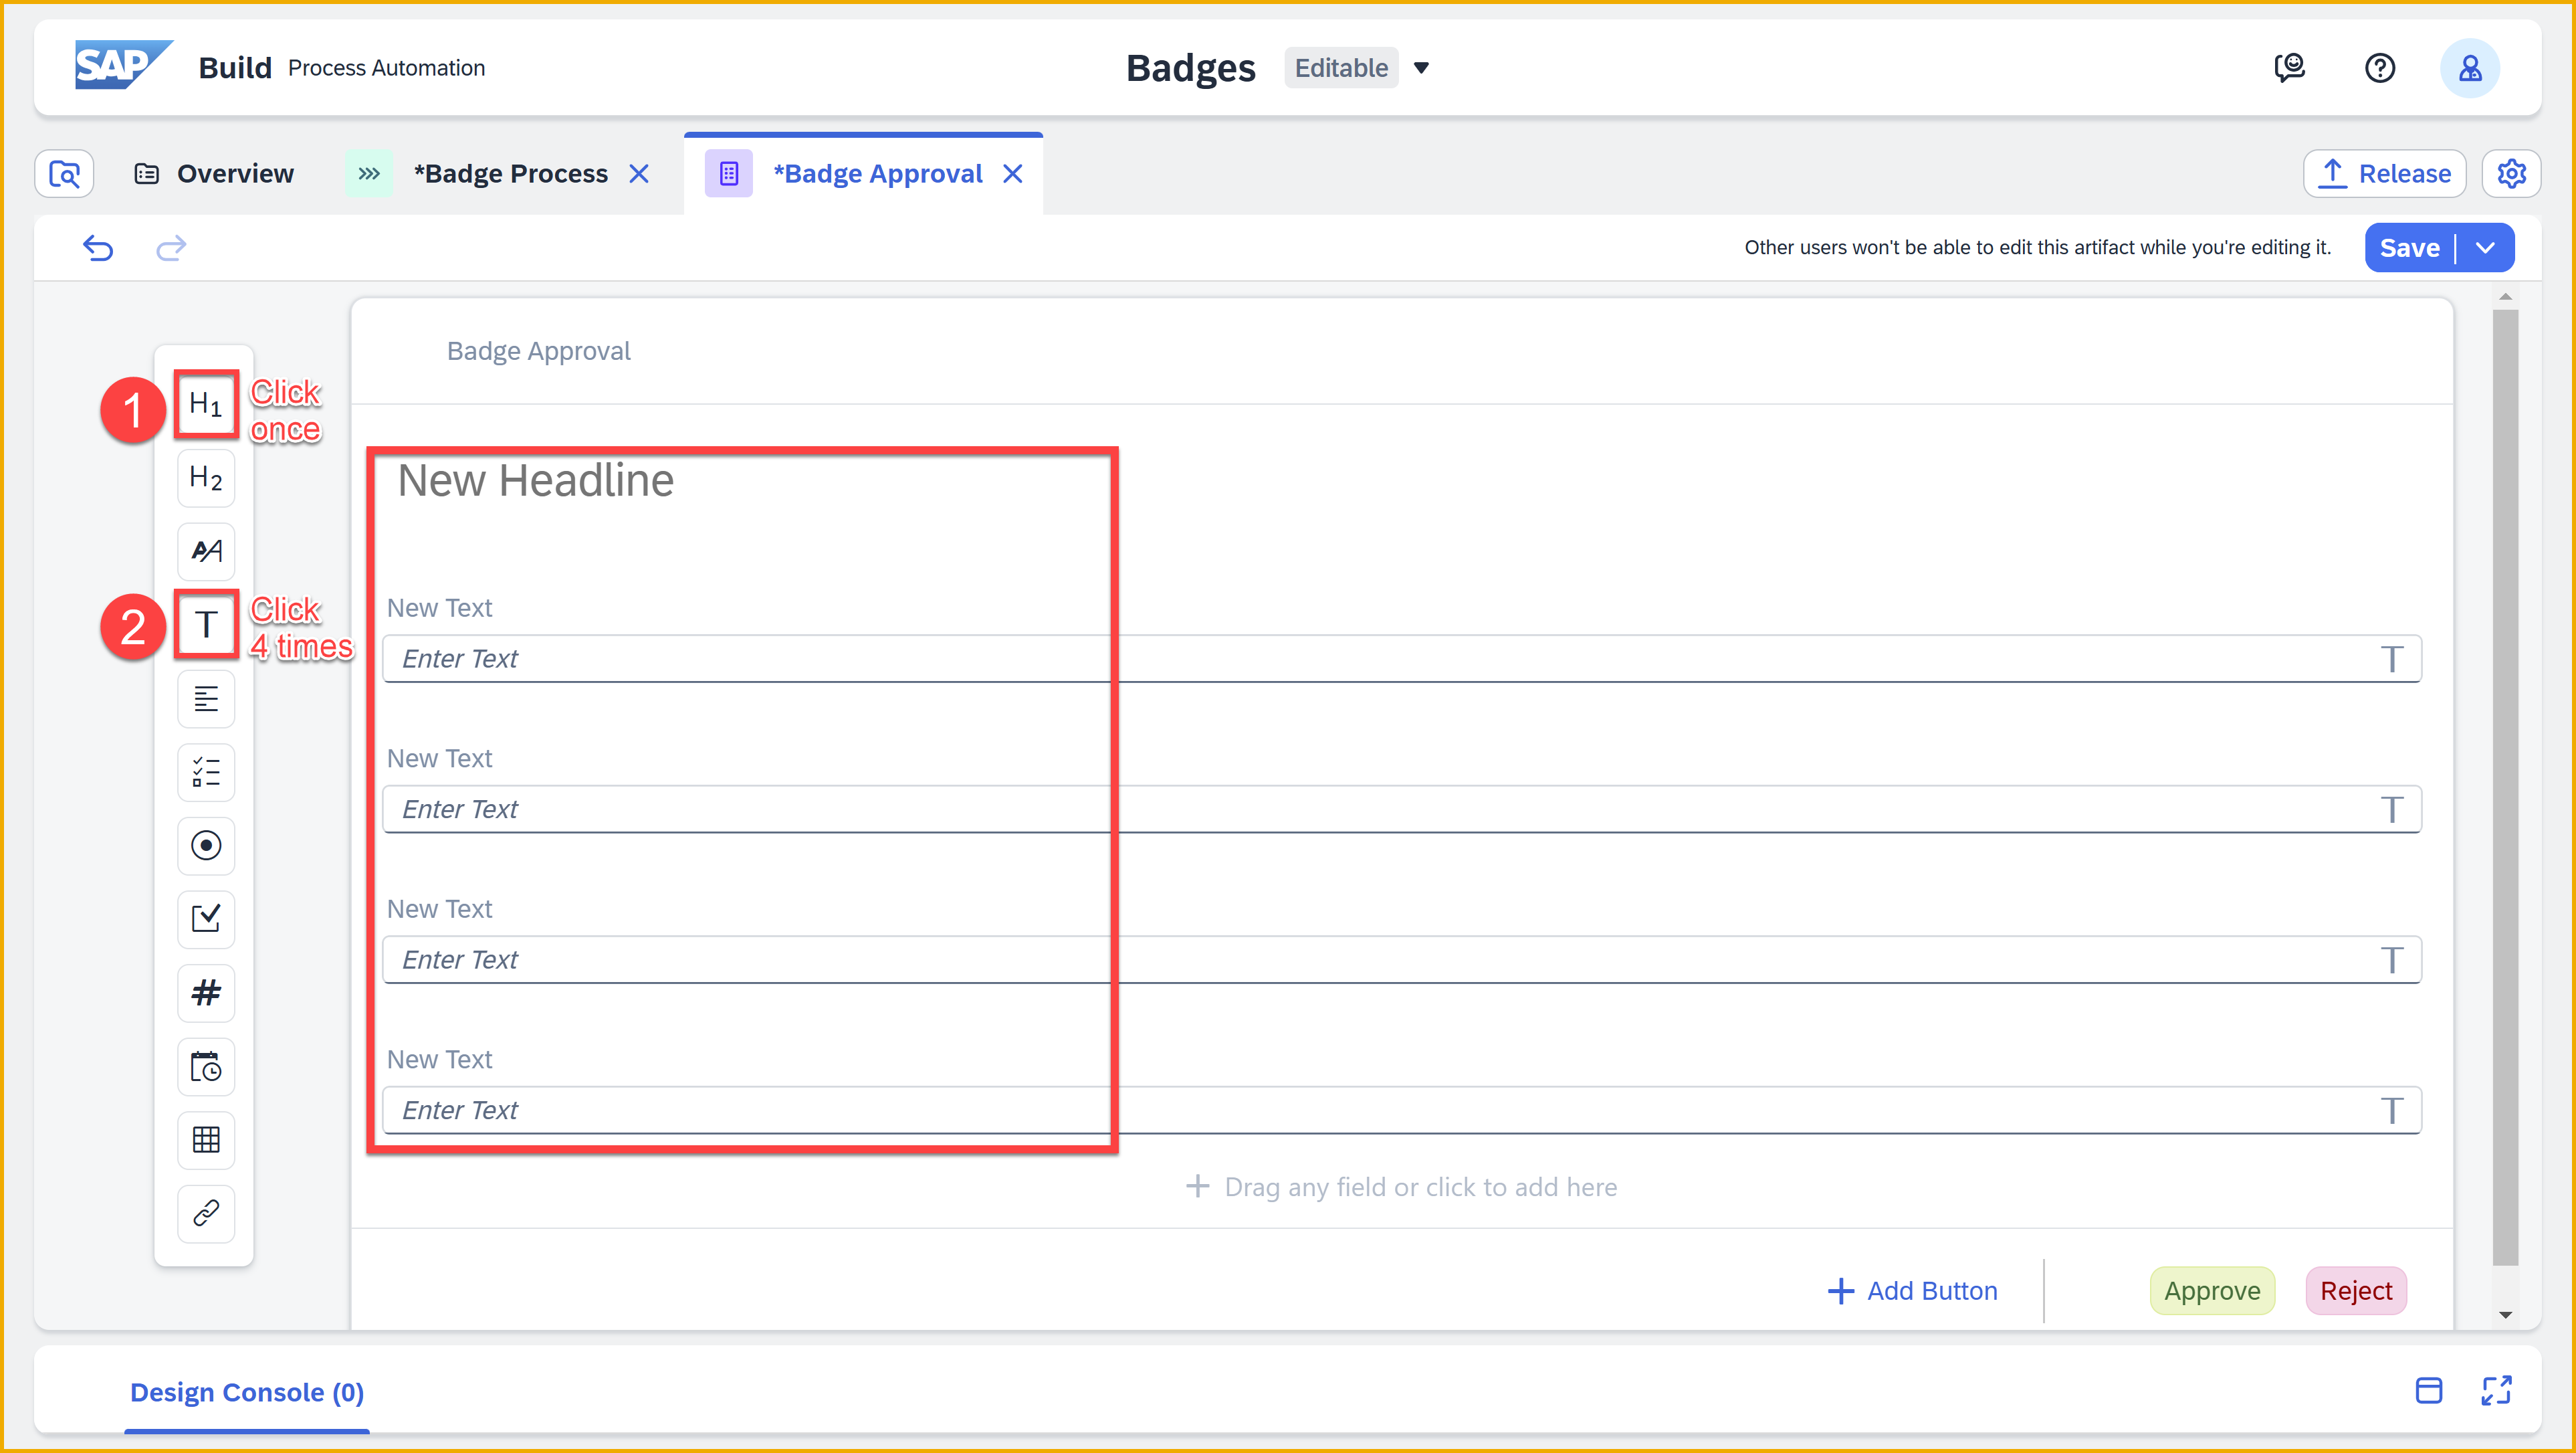 SAP Build Process Automation
Badges Editable
Overview
*Badge Process
*Badge Approval
Release
Other users won't be able to edit this artifact while you're editing it.
Save
Badge Approval
1 H1 Click
once
H2
AA
2 T Click
4 times
#
New Headline
New Text
Enter Text T
New Text
Enter Text T
New Text
Enter Text T
New Text
Enter Text T
+ Drag any field or click to add here
+ Add Button
Approve
Reject
Design Console (0)